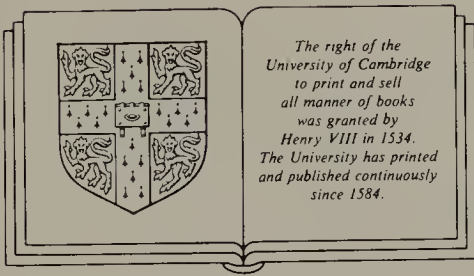 The right of the
University of Cambridge
to print and sell
all manner of books
was granted by
Henry VIII in 1534.
The University has printed
and published continuously
since 1584.